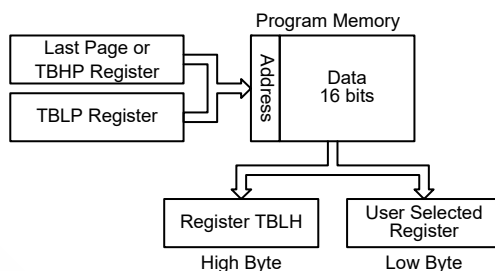 Program Memory
Last Page or
TBHP Register
TBLP Register
Address
Data
16 bits
Register TBLH
High Byte
User Selected
Register
Low Byte